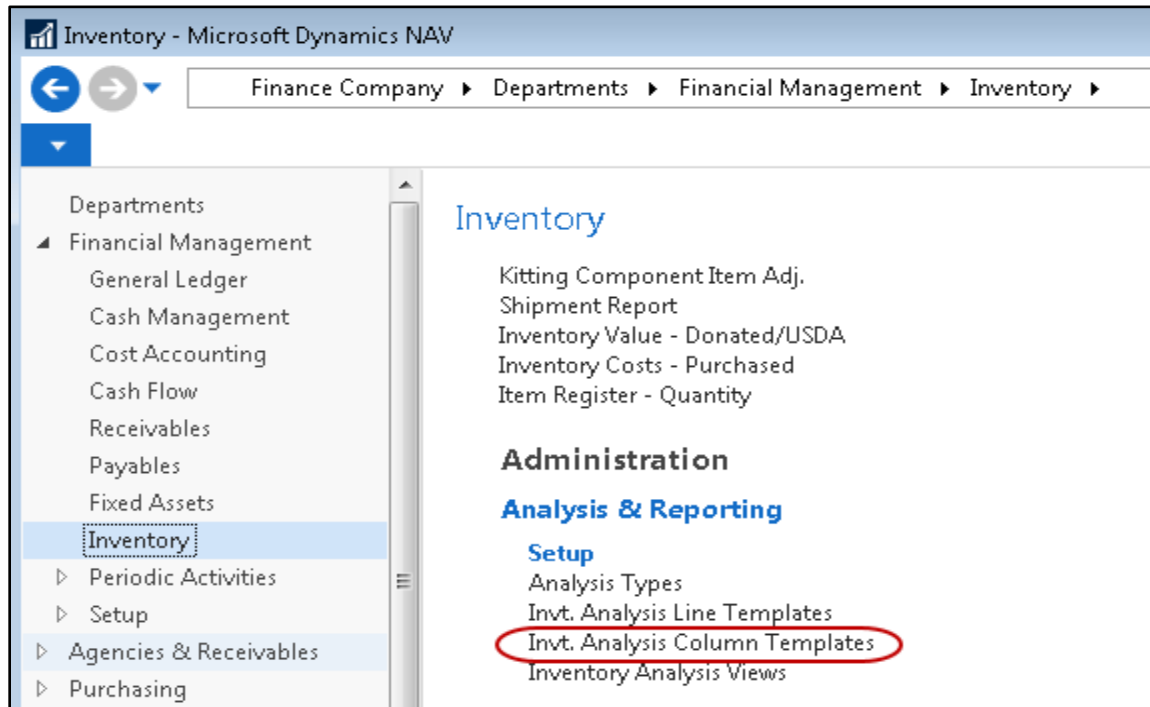 Inventory - Microsoft Dynamics NAV
Finance Company ▸ Departments ▸ Financial Management ▸ Inventory ▸
Departments
Financial Management
General Ledger
Cash Management
Cost Accounting
Cash Flow
Receivables
Payables
Fixed Assets
Inventory
Periodic Activities
Setup
Agencies & Receivables
Purchasing
Inventory
Kitting Component Item Adj.
Shipment Report
Inventory Value - Donated/USDA
Inventory Costs - Purchased
Item Register - Quantity
Administration
Analysis & Reporting
Setup
Analysis Types
Invt. Analysis Line Templates
Invt. Analysis Column Templates
Inventory Analysis Views